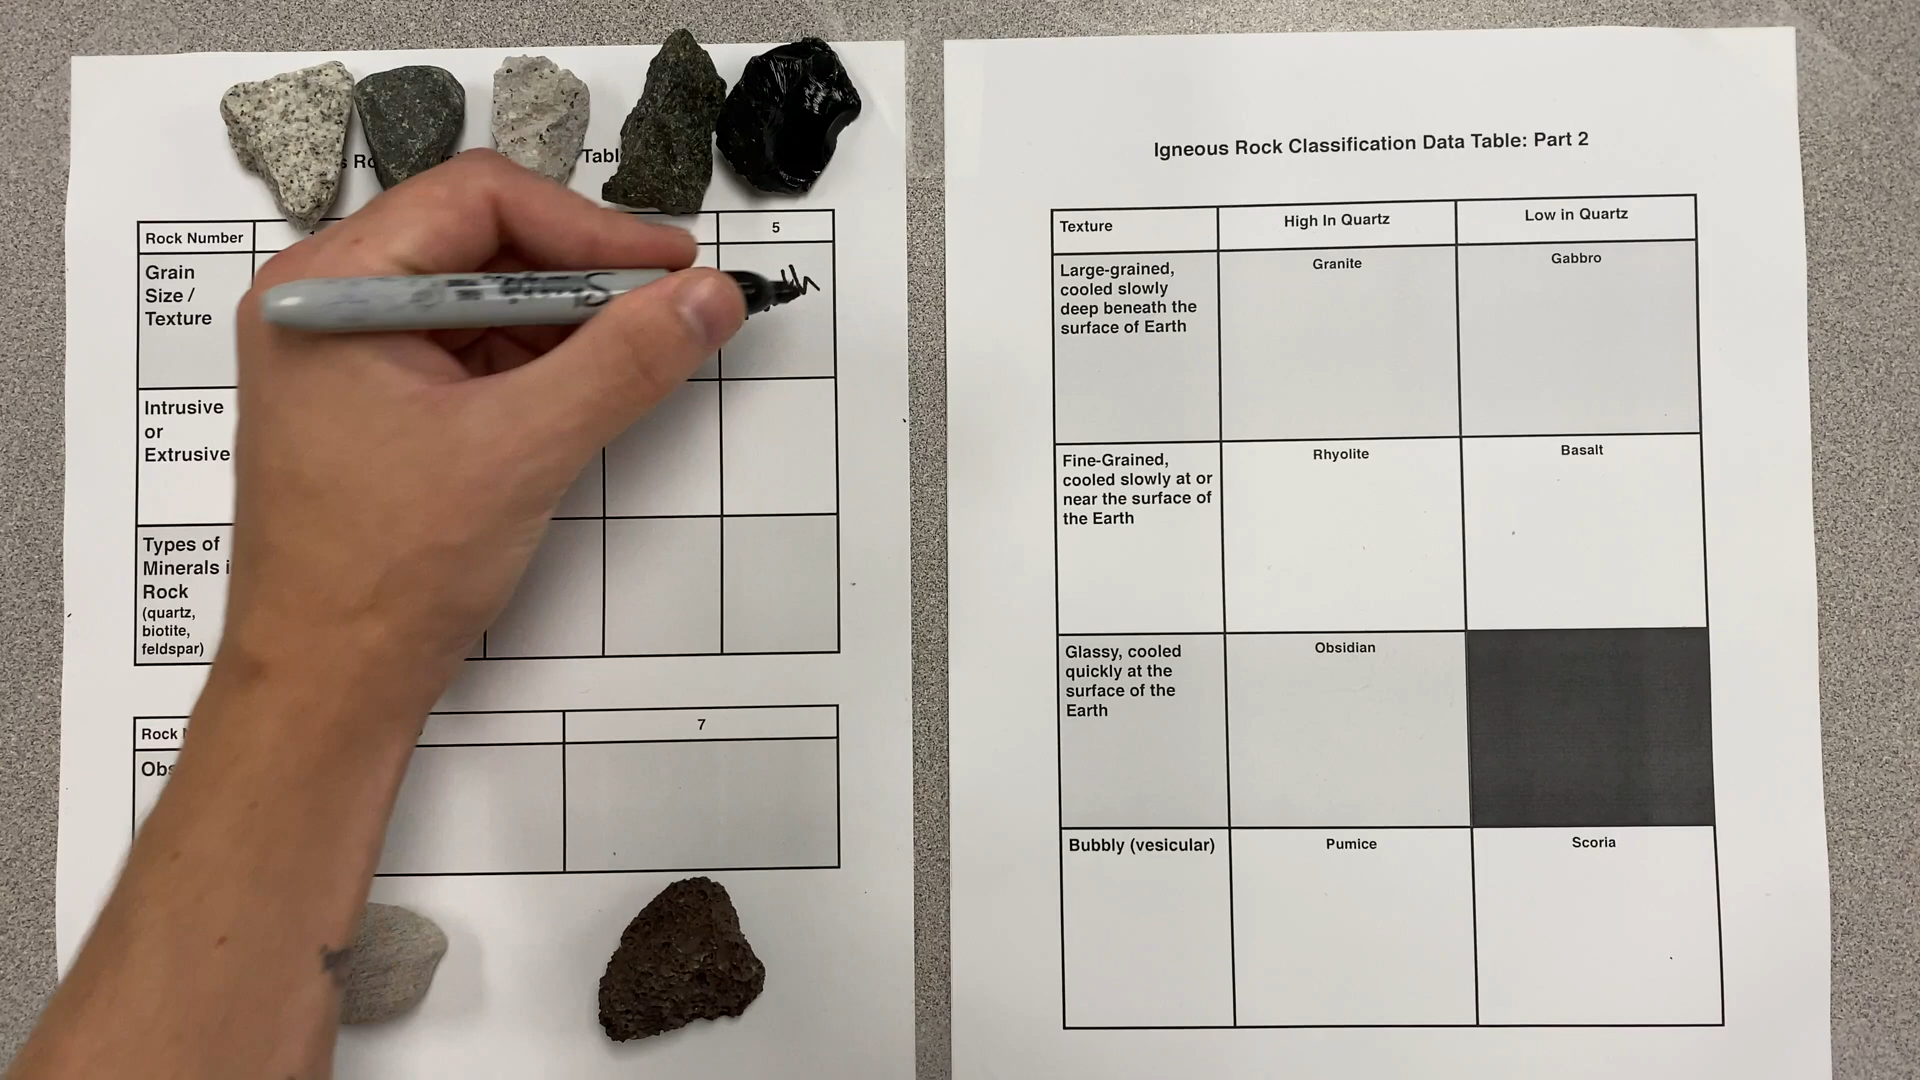 Tabl
Rock Number
5
Grain
Size /
Texture
Intrusive
or
Extrusive
Types of
Minerals i
Rock
(quartz,
biotite,
feldspar)
Rock
7
Obs
Sharpie
Igneous Rock Classification Data Table: Part 2
Texture
High In Quartz
Low in Quartz
Large-grained,
cooled slowly
deep beneath the
surface of Earth
Granite
Gabbro
Fine-Grained,
cooled slowly at or
near the surface of
the Earth
Rhyolite
Basalt
Glassy, cooled
quickly at the
surface of the
Earth
Obsidian
Bubbly (vesicular)
Pumice
Scoria